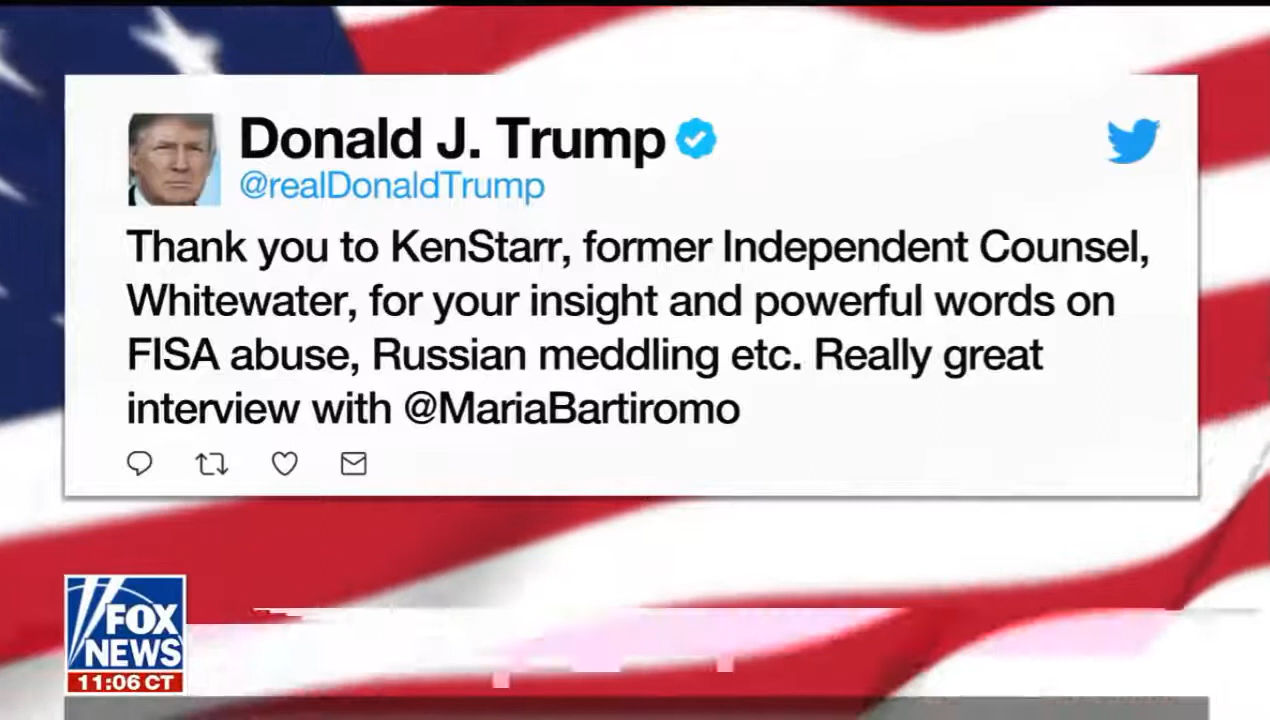 Donald J. Trump
@realDonaldTrump
Thank you to KenStarr, former Independent Counsel,
Whitewater, for your insight and powerful words on
FISA abuse, Russian meddling etc. Really great
interview with @MariaBartiromo
FOX
NEWS
11:06 CT